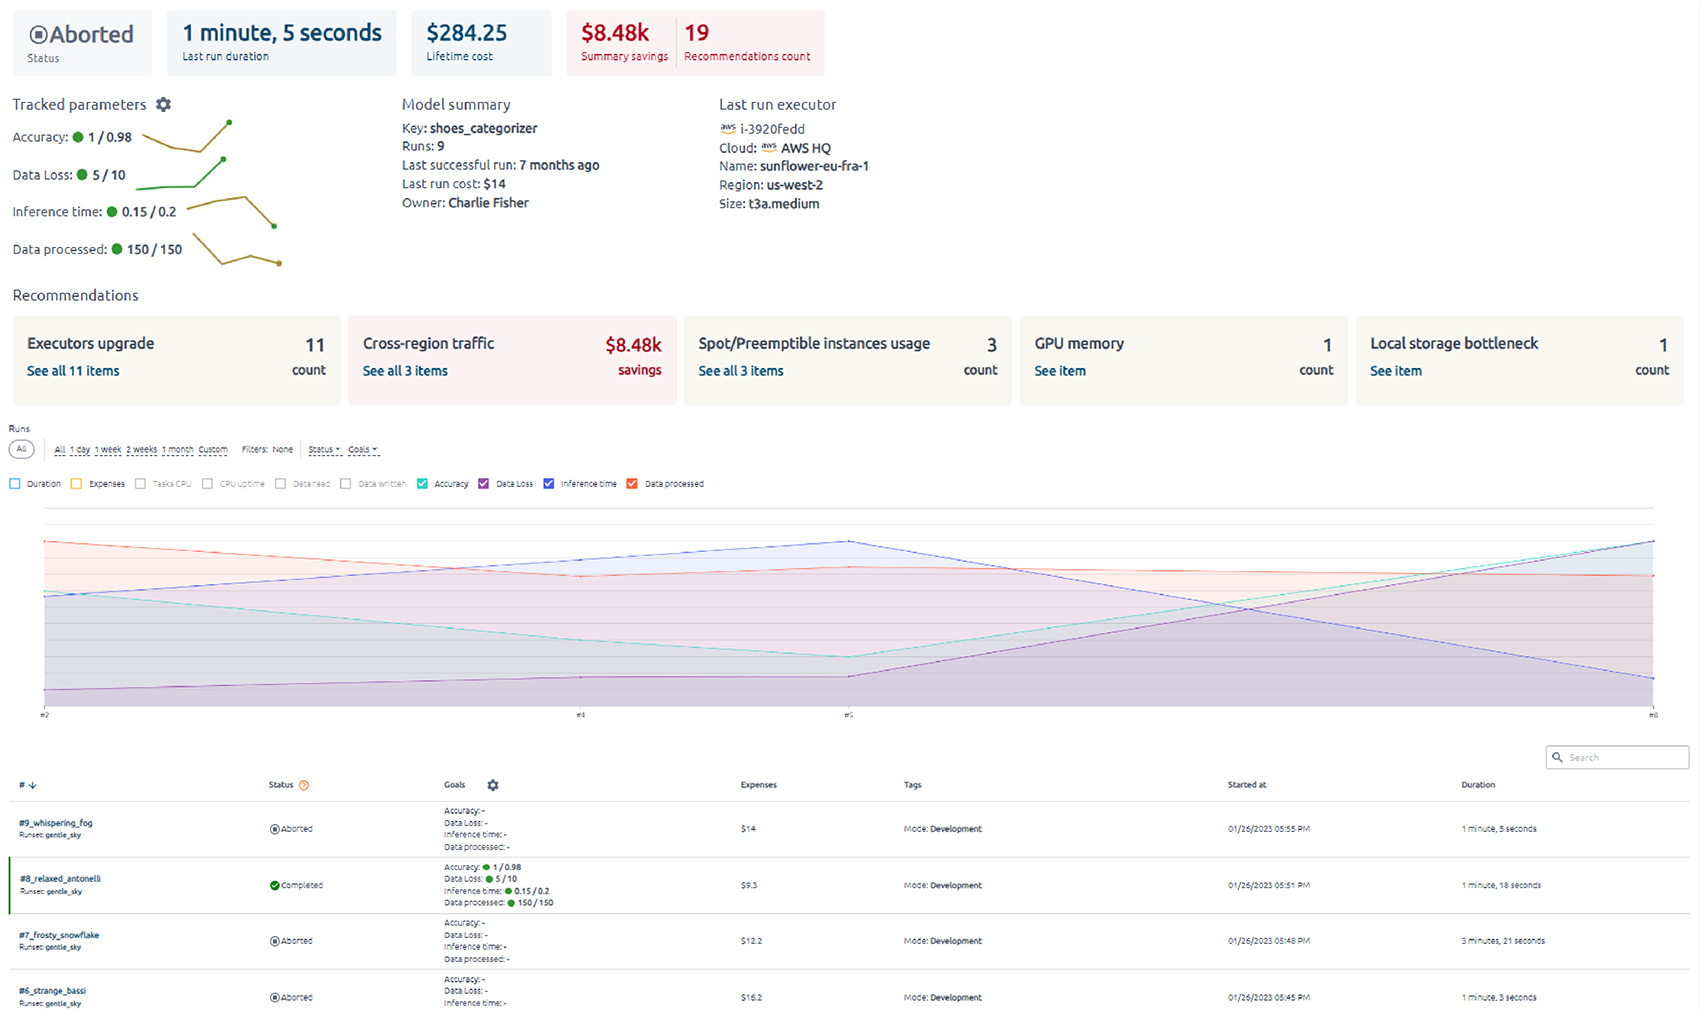 Aborted
Status
1 minute, 5 seconds
Last run duration
$284.25
Lifetime cost
$8.48k
Summary savings
19
Recommendations count
Tracked parameters
Accuracy: 1 / 0.98
Data Loss: 5 / 10
Inference time: 0.15 / 0.2
Data processed: 150 / 150
Model summary
Key: shoes_categorizer
Runs: 9
Last successful run: 7 months ago
Last run cost: $14
Owner: Charlie Fisher
Last run executor
aws i-3920fedd
Cloud: aws AWS HQ
Name: sunflower-eu-fra-1
Region: us-west-2
Size: t3a.medium
Recommendations
Executors upgrade 11
See all 11 items count
Cross-region traffic $8.48k
See all 3 items savings
Spot/Preemptible instances usage 3
See all 3 items count
GPU memory 1
See item count
Local storage bottleneck 1
See item count
Runs
All All 1 day 1 week 2 weeks 1 month Custom Filters: None Status Goals
Duration Expenses Tasks CPU CPU uptime Data read Data written Accuracy Data Loss Inference time Data processed
#2 #4 #5 #8
Search
# Status Goals Expenses Tags Started at Duration
#9_whispering_fog
Runset: gentle_sky
Aborted
Accuracy: -
Data Loss: -
Inference time: -
Data processed: -
$14
Mode: Development
01/26/2023 05:55 PM
1 minute, 5 seconds
#8_relaxed_antonelli
Runset: gentle_sky
Completed
Accuracy: 1 / 0.98
Data Loss: 5 / 10
Inference time: 0.15 / 0.2
Data processed: 150 / 150
$9.3
Mode: Development
01/26/2023 05:51 PM
1 minute, 18 seconds
#7_frosty_snowflake
Runset: gentle_sky
Aborted
Accuracy: -
Data Loss: -
Inference time: -
Data processed: -
$12.2
Mode: Development
01/26/2023 05:48 PM
3 minutes, 21 seconds
#6_strange_bassi
Runset: gentle_sky
Aborted
Accuracy: -
Data Loss: -
Inference time: -
$16.2
Mode: Development
01/26/2023 05:45 PM
1 minute, 3 seconds